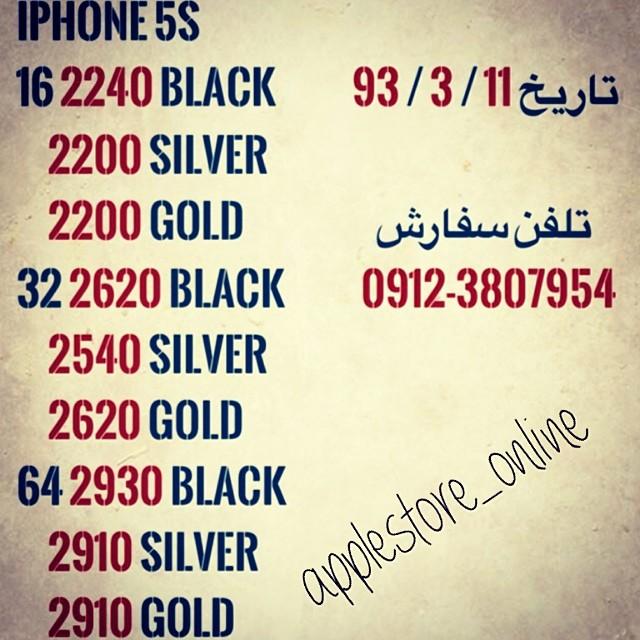 IPHONE 5S
16 2240 BLACK
2200 SILVER
2200 GOLD
32 2620 BLACK
2540 SILVER
2620 GOLD
64 2930 BLACK
2910 SILVER
2910 GOLD
تاریخ 11 / 3 / 93
تلفن سفارش
0912-3807954
applestore_online